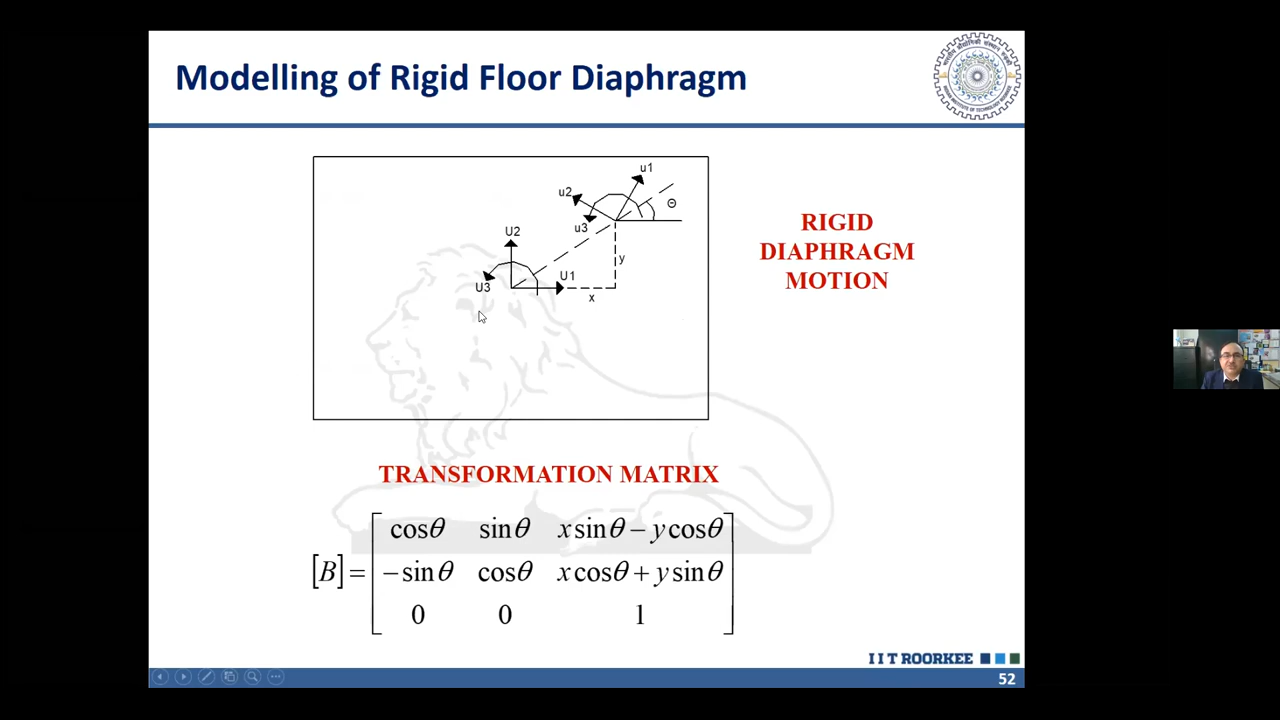 Modelling of Rigid Floor Diaphragm
u1
u2
Θ
u3
U2
y
U1
U3
x
RIGID
DIAPHRAGM
MOTION
TRANSFORMATION MATRIX
[B] =
cosθ sinθ x sinθ − y cosθ
− sinθ cosθ x cosθ + y sinθ
0 0 1
I I T ROORKEE
52